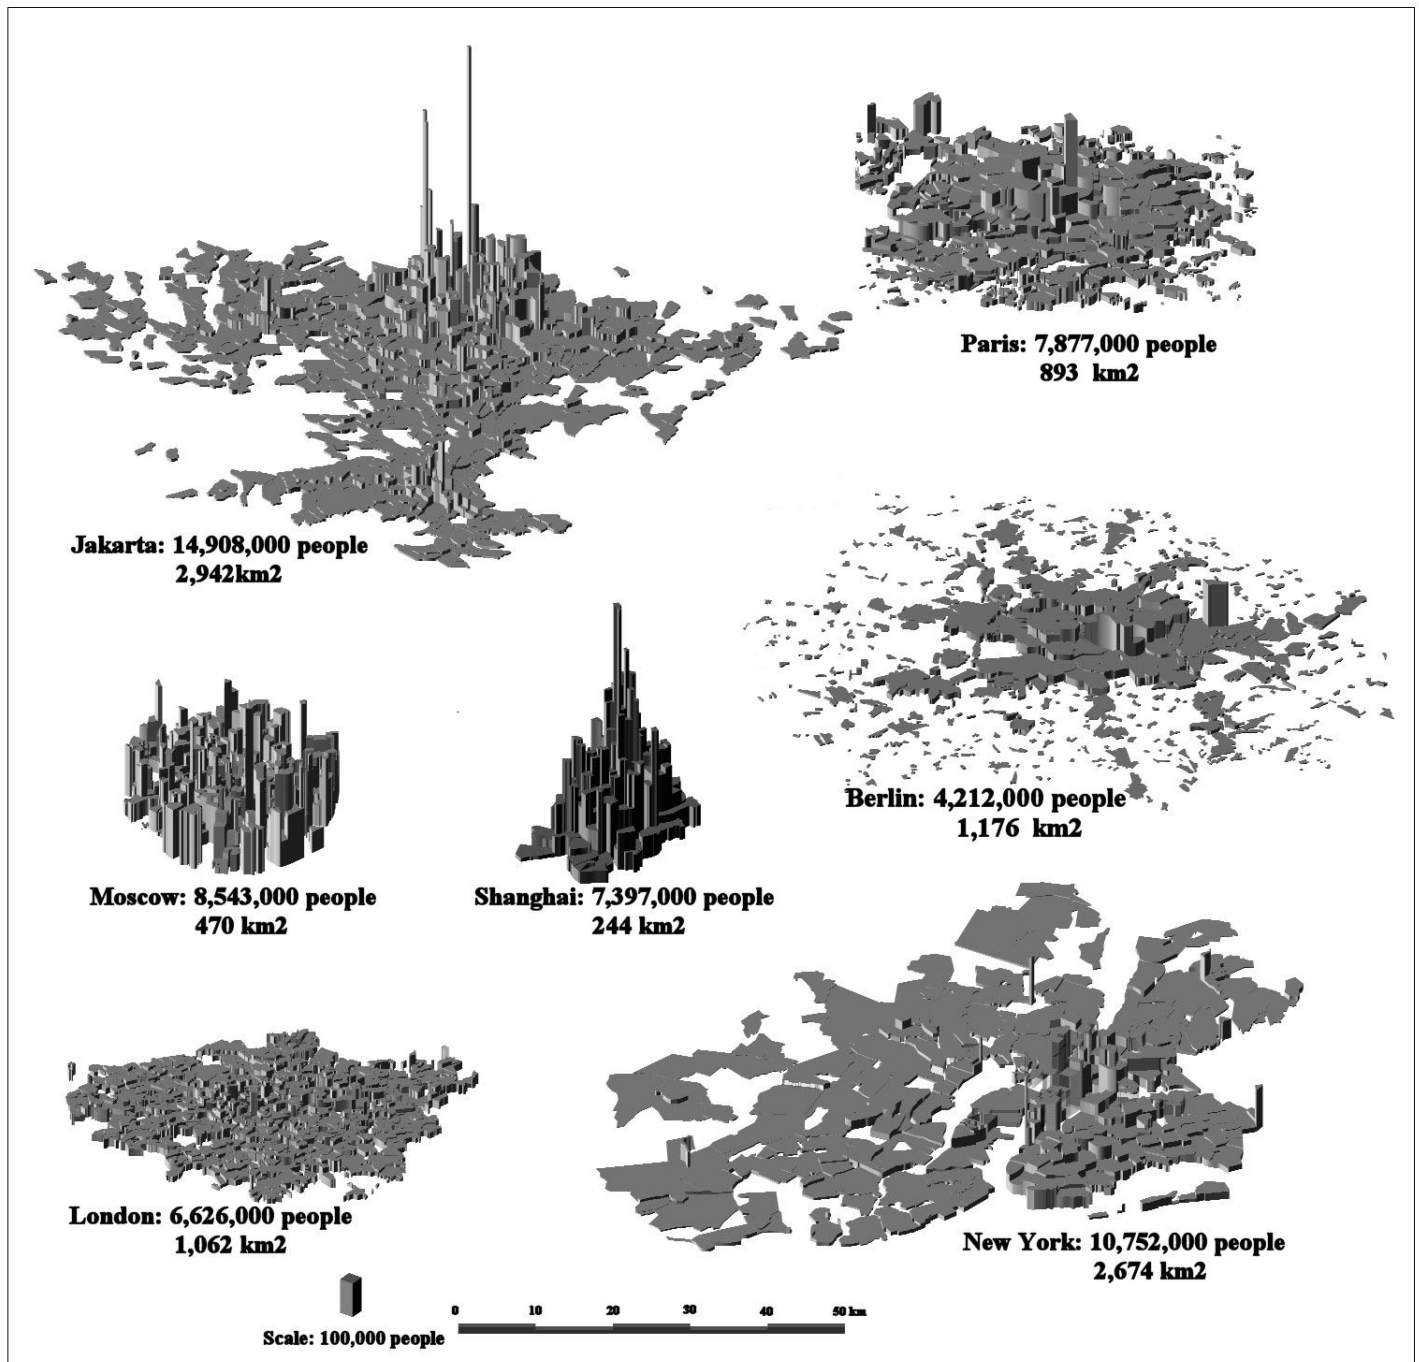 Paris: 7,877,000 people
893 km2
Jakarta: 14,908,000 people
2,942km2
Berlin: 4,212,000 people
1,176 km2
Moscow: 8,543,000 people
470 km2
Shanghai: 7,397,000 people
244 km2
London: 6,626,000 people
1,062 km2
New York: 10,752,000 people
2,674 km2
0 10 20 30 40 50 km
Scale: 100,000 people